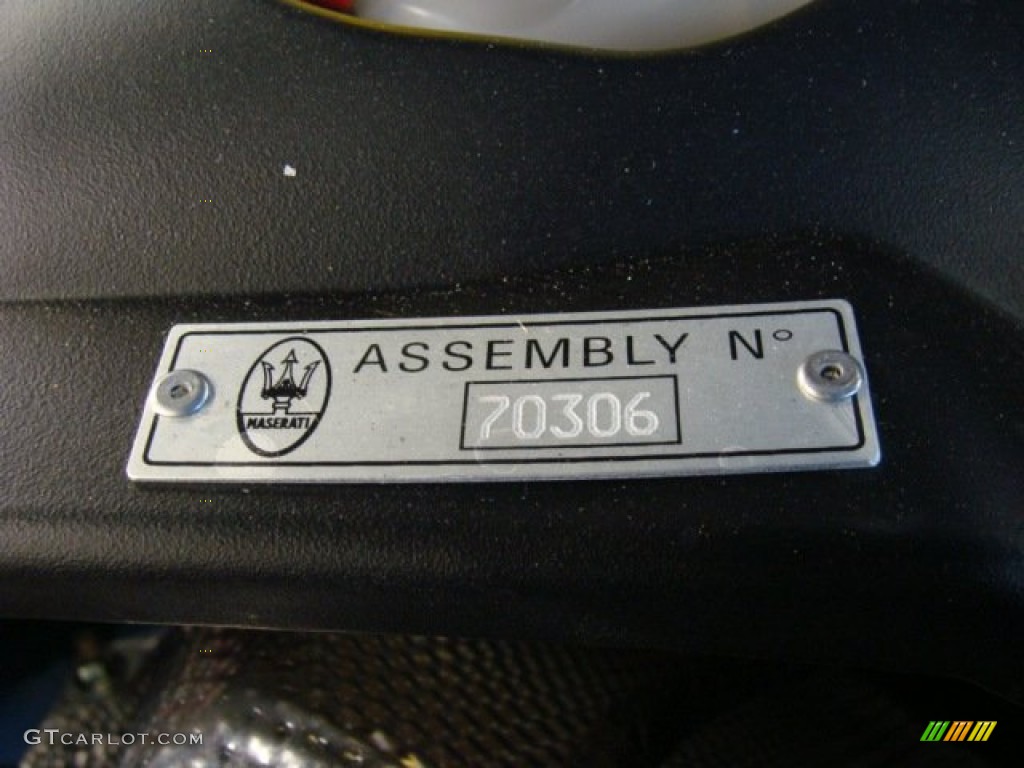 ASSEMBLY N°
MASERATI
70306
GTCARLOT.COM